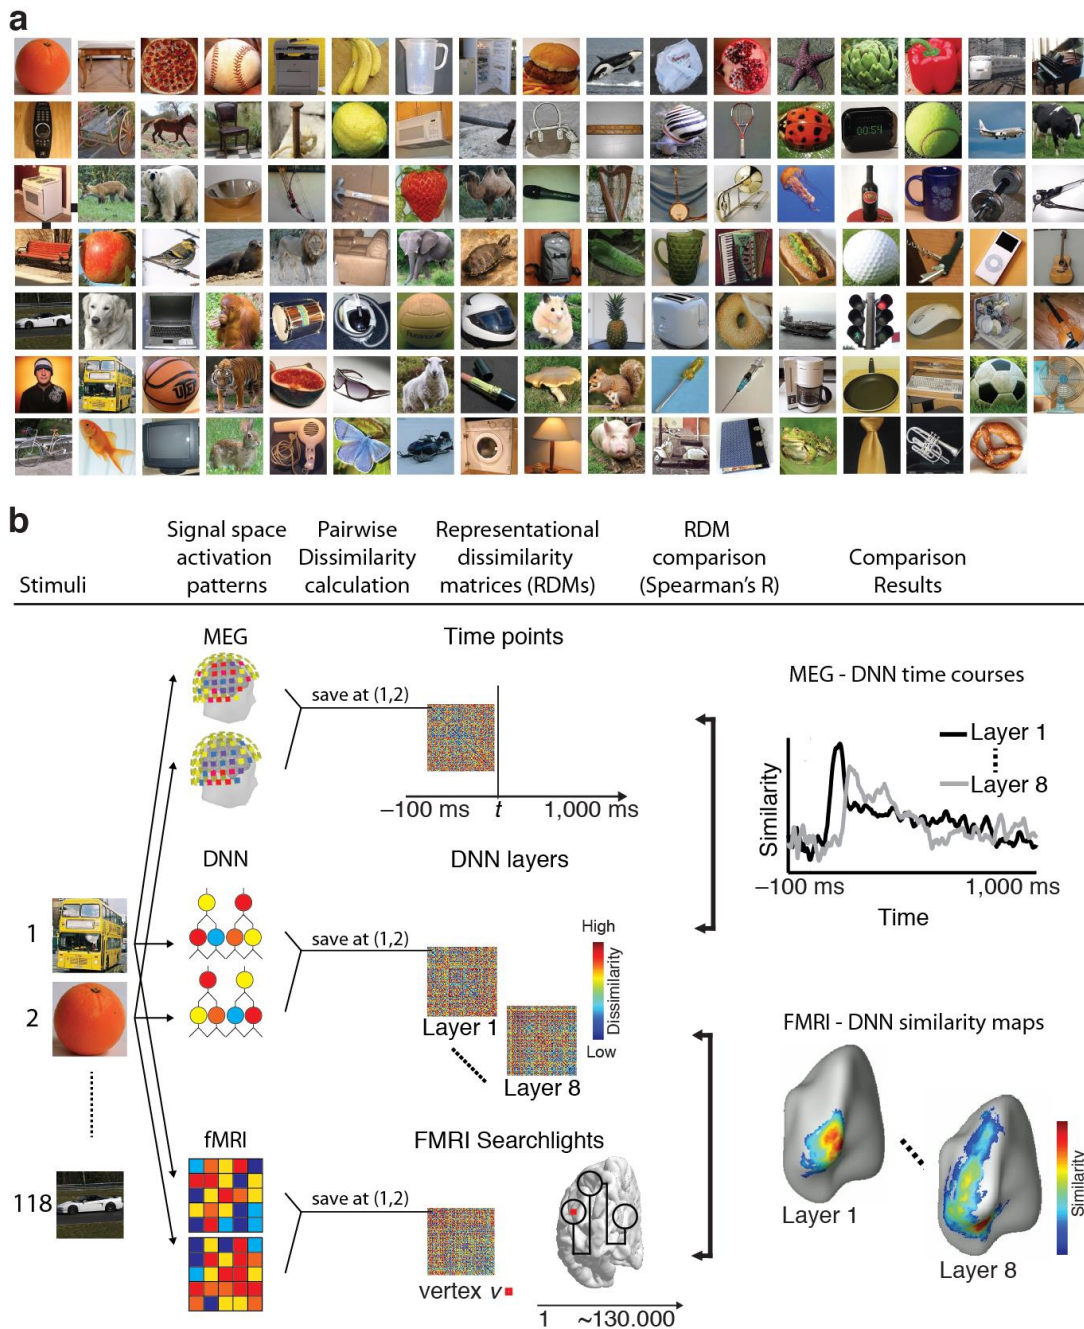 a
00:54
b
Stimuli
Signal space
activation
patterns
Pairwise
Dissimilarity
calculation
Representational
dissimilarity
matrices (RDMs)
RDM
comparison
(Spearman's R)
Comparison
Results
MEG
Time points
save at (1,2)
−100 ms
t
1,000 ms
MEG - DNN time courses
Layer 1
Layer 8
Similarity
−100 ms
1,000 ms
Time
DNN
DNN layers
1
2
118
save at (1,2)
High
Dissimilarity
Low
Layer 1
Layer 8
FMRI - DNN similarity maps
Layer 1
Layer 8
Similarity
fMRI
FMRI Searchlights
save at (1,2)
vertex v
1
~130.000